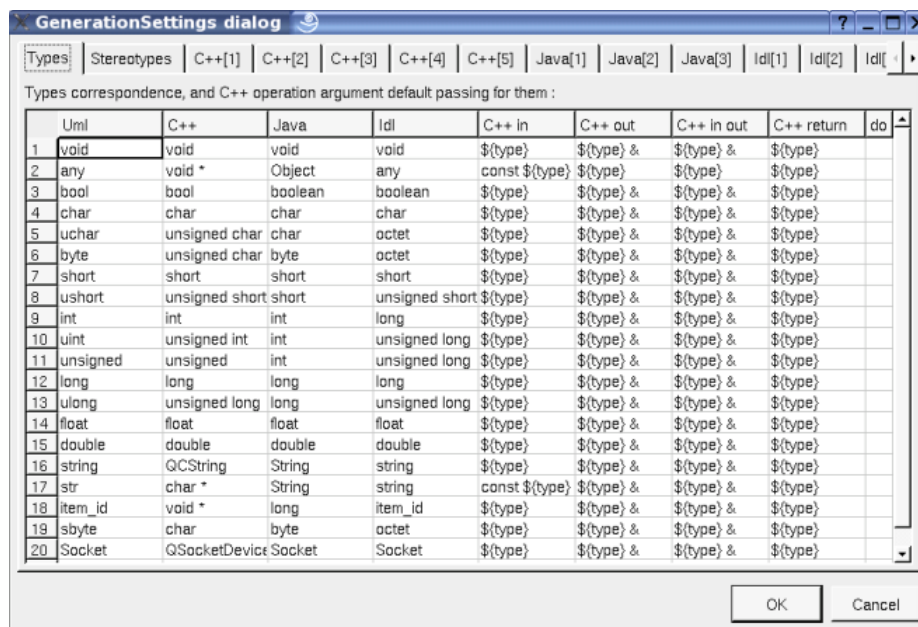 GenerationSettings dialog
Types Stereotypes C++[1] C++[2] C++[3] C++[4] C++[5] Java[1] Java[2] Java[3] Idl[1] Idl[2] Idl[
Types correspondence, and C++ operation argument default passing for them :
Uml C++ Java Idl C++ in C++ out C++ in out C++ return do
1 void void void void ${type} ${type} & ${type} & ${type}
2 any void * Object any const ${type} ${type} ${type} & ${type}
3 bool bool boolean boolean ${type} ${type} & ${type} & ${type}
4 char char char char ${type} ${type} & ${type} & ${type}
5 uchar unsigned char char octet ${type} ${type} & ${type} & ${type}
6 byte unsigned char byte octet ${type} ${type} & ${type} & ${type}
7 short short short short ${type} ${type} & ${type} & ${type}
8 ushort unsigned short short unsigned short ${type} ${type} & ${type} & ${type}
9 int int int long ${type} ${type} & ${type} & ${type}
10 uint unsigned int int unsigned long ${type} ${type} & ${type} & ${type}
11 unsigned unsigned int unsigned long ${type} ${type} & ${type} & ${type}
12 long long long long ${type} ${type} & ${type} & ${type}
13 ulong unsigned long long unsigned long ${type} ${type} & ${type} & ${type}
14 float float float float ${type} ${type} & ${type} & ${type}
15 double double double double ${type} ${type} & ${type} & ${type}
16 string QCString String string ${type} ${type} & ${type} & ${type}
17 str char * String string const ${type} ${type} & ${type} & ${type}
18 item_id void * long item_id ${type} ${type} & ${type} & ${type}
19 sbyte char byte octet ${type} ${type} & ${type} & ${type}
20 Socket QSocketDevice Socket Socket ${type} ${type} & ${type} & ${type}
OK Cancel